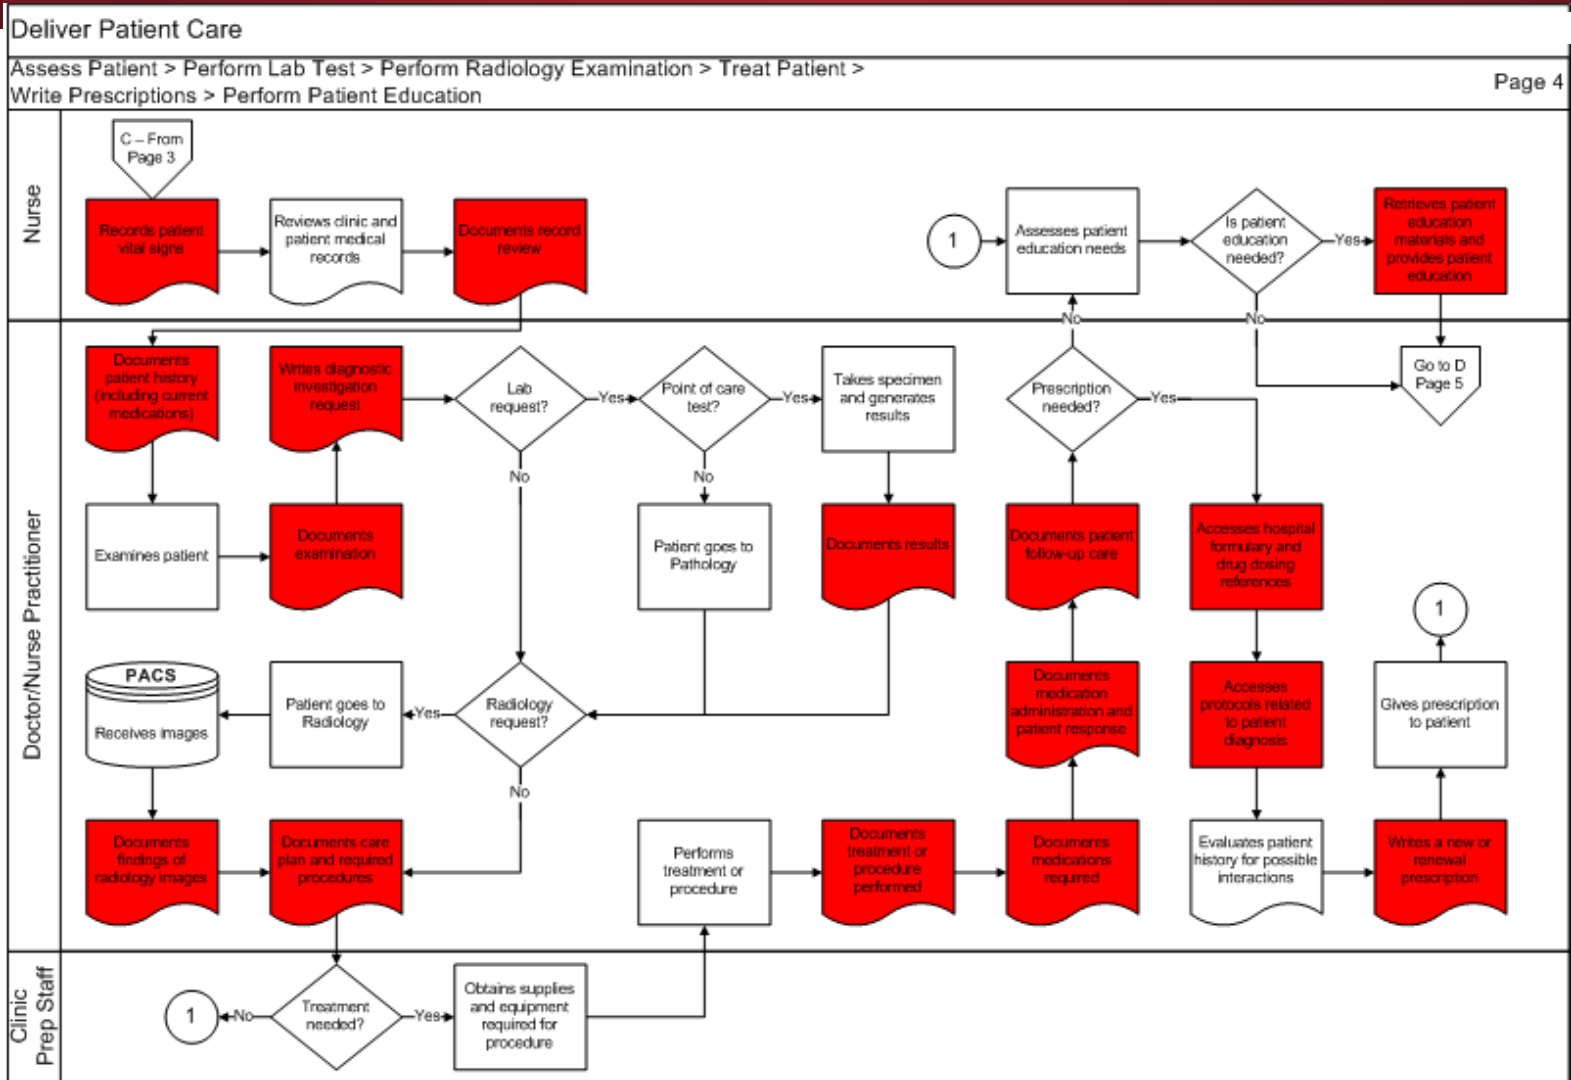 Deliver Patient Care
Assess Patient > Perform Lab Test > Perform Radiology Examination > Treat Patient >
Write Prescriptions > Perform Patient Education
Page 4
Nurse
C – From
Page 3
Records patient
vital signs
Reviews clinic and
patient medical
records
Documents record
review
1
Assesses patient
education needs
Is patient
education
needed?
Yes
Retrieves patient
education
materials and
provides patient
education
No
No
Doctor/Nurse Practitioner
Documents
patient history
(including current
medications)
Writes diagnostic
investigation
request
Lab
request?
Yes
Point of care
test?
Yes
Takes specimen
and generates
results
Prescription
needed?
Yes
Go to D
Page 5
No
No
Examines patient
Documents
examination
Patient goes to
Pathology
Documents results
Documents patient
follow-up care
Accesses hospital
formulary and
drug dosing
references
1
PACS
Receives images
Patient goes to
Radiology
Yes
Radiology
request?
Documents
medication
administration and
patient response
Accesses
protocols related
to patient
diagnosis
Gives prescription
to patient
No
Documents
findings of
radiology images
Documents care
plan and required
procedures
Performs
treatment or
procedure
Documents
treatment or
procedure
performed
Documents
medications
required
Evaluates patient
history for possible
interactions
Writes a new or
renewal
prescription
Clinic
Prep Staff
1
No
Treatment
needed?
Yes
Obtains supplies
and equipment
required for
procedure